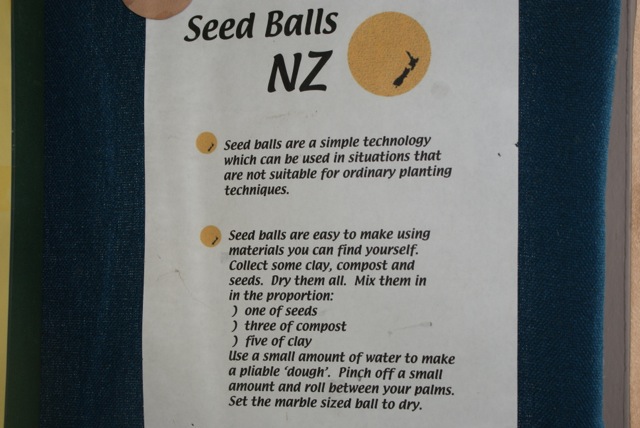 Seed Balls
NZ
Seed balls are a simple technology
which can be used in situations that
are not suitable for ordinary planting
techniques.
Seed balls are easy to make using
materials you can find yourself.
Collect some clay, compost and
seeds. Dry them all. Mix them in
in the proportion:
) one of seeds
) three of compost
) five of clay
Use a small amount of water to make
a pliable 'dough'. Pinch off a small
amount and roll between your palms.
Set the marble sized ball to dry.